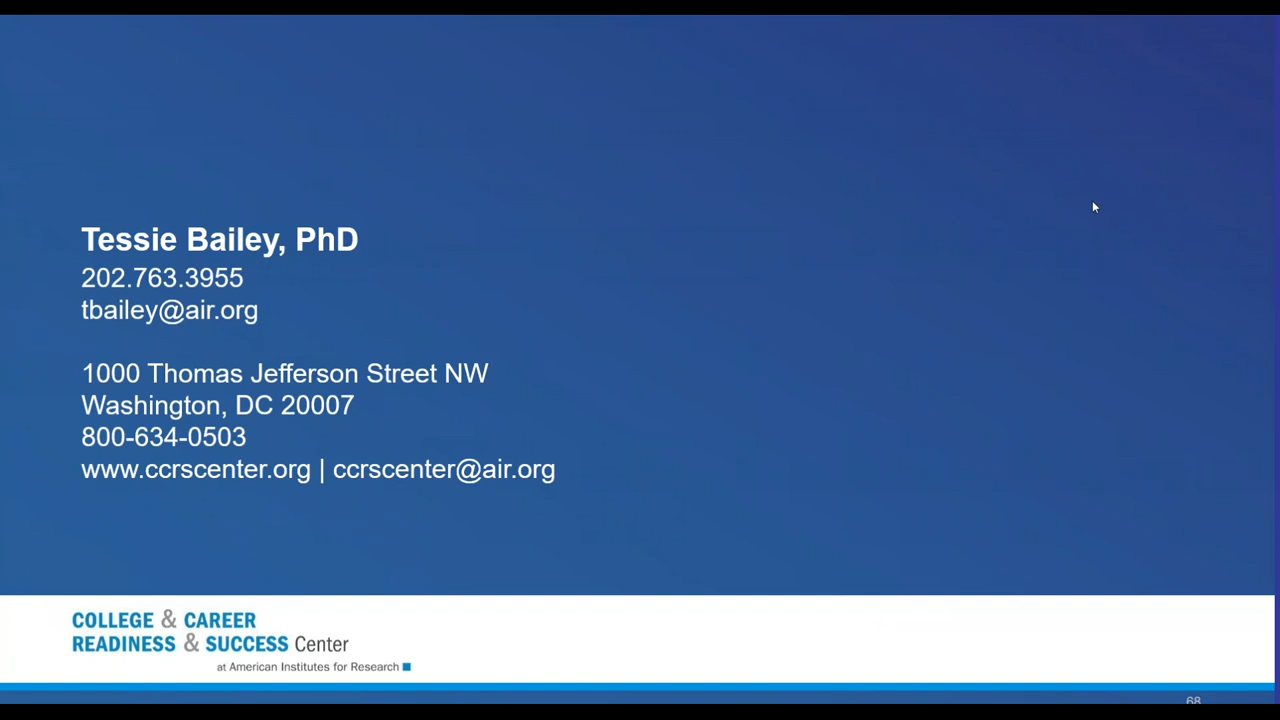 Tessie Bailey, PhD
202.763.3955
tbailey@air.org
1000 Thomas Jefferson Street NW
Washington, DC 20007
800-634-0503
www.ccrscenter.org | ccrscenter@air.org
COLLEGE & CAREER
READINESS & SUCCESS Center
at American Institutes for Research
68